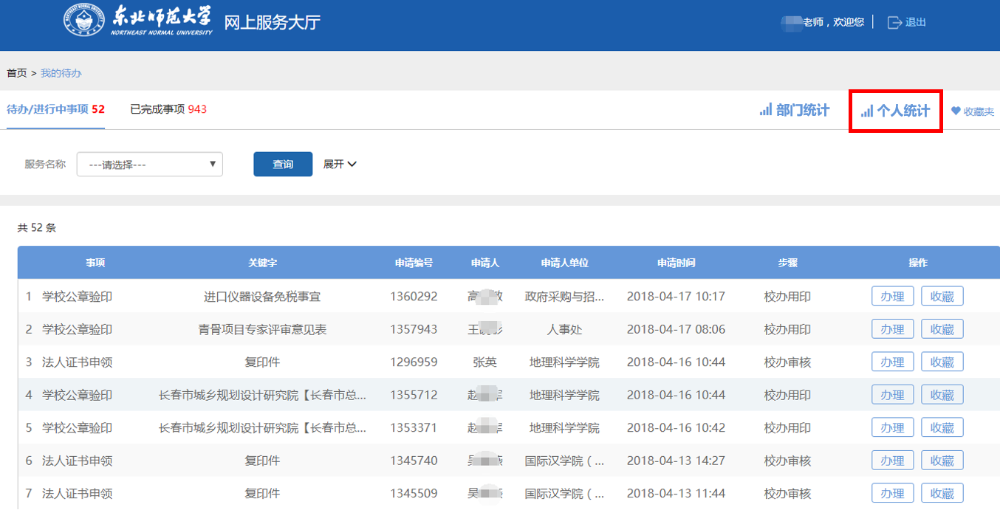 东北师范大学 网上服务大厅
NORTHEAST NORMAL UNIVERSITY
老师，欢迎您 退出
首页 > 我的待办
待办/进行中事项 52 已完成事项 943 部门统计 个人统计 收藏夹
服务名称 ---请选择--- 查询 展开
共 52 条
事项 关键字 申请编号 申请人 申请人单位 申请时间 步骤 操作
1 学校公章验印 进口仪器设备免税事宜 1360292 高 敏 政府采购与招... 2018-04-17 10:17 校办用印 办理 收藏
2 学校公章验印 青骨项目专家评审意见表 1357943 王 人事处 2018-04-17 08:06 校办用印 办理 收藏
3 法人证书申领 复印件 1296959 张英 地理科学学院 2018-04-16 10:44 校办审核 办理 收藏
4 学校公章验印 长春市城乡规划设计研究院【长春市总... 1355712 赵 军 地理科学学院 2018-04-16 10:44 校办用印 办理 收藏
5 学校公章验印 长春市城乡规划设计研究院【长春市总... 1353371 赵 军 地理科学学院 2018-04-16 10:42 校办用印 办理 收藏
6 法人证书申领 复印件 1345740 吴 国际汉学院（... 2018-04-13 14:27 校办审核 办理 收藏
7 法人证书申领 复印件 1345509 吴 国际汉学院（... 2018-04-13 11:44 校办审核 办理 收藏